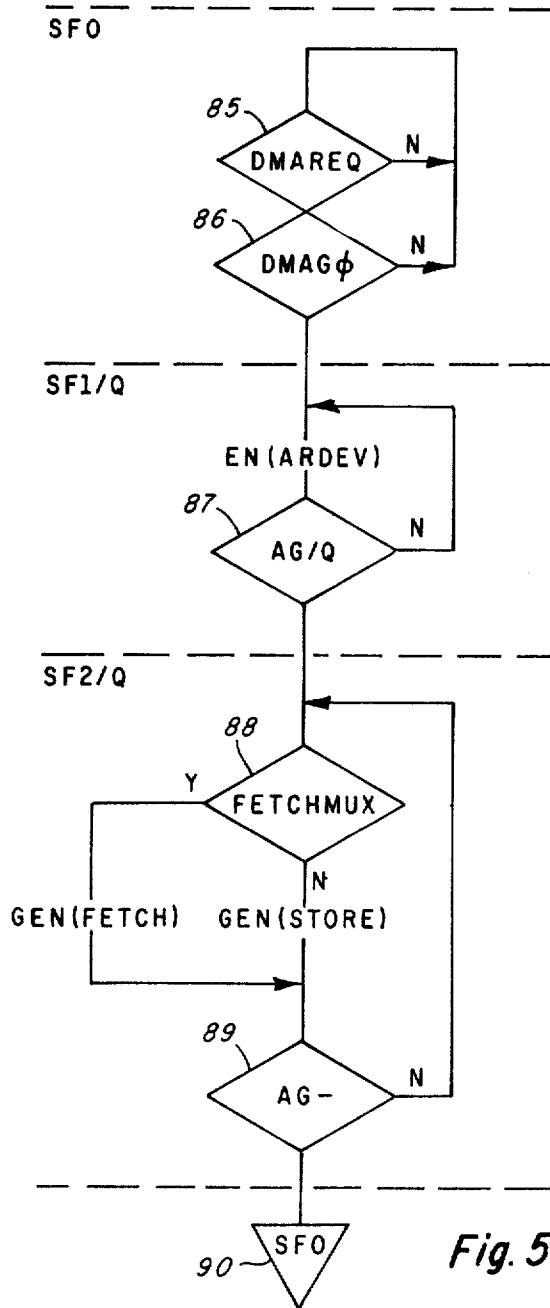 SF0
85
DMAREQ
N
86
DMAGϕ
N
SF1/Q
EN(ARDEV)
87
AG/Q
N
SF2/Q
88
Y
FETCHMUX
N
GEN(FETCH) GEN(STORE)
89
AG-
N
SF0
90
Fig. 5